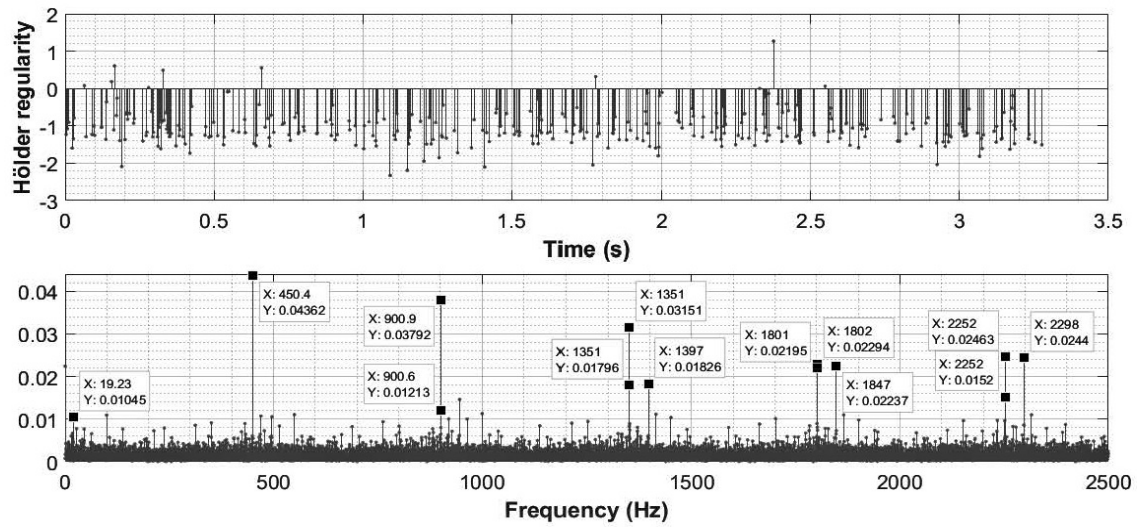 2
1
0
-1
-2
-3
Hölder regularity
0 0.5 1 1.5 2 2.5 3 3.5
Time (s)
0.04
0.03
0.02
0.01
0
X: 19.23
Y: 0.01045
X: 450.4
Y: 0.04362
X: 900.9
Y: 0.03792
X: 900.6
Y: 0.01213
X: 1351
Y: 0.03151
X: 1351
Y: 0.01796
X: 1397
Y: 0.01826
X: 1801
Y: 0.02195
X: 1802
Y: 0.02294
X: 1847
Y: 0.02237
X: 2252
Y: 0.02463
X: 2252
Y: 0.0152
X: 2298
Y: 0.0244
0 500 1000 1500 2000 2500
Frequency (Hz)